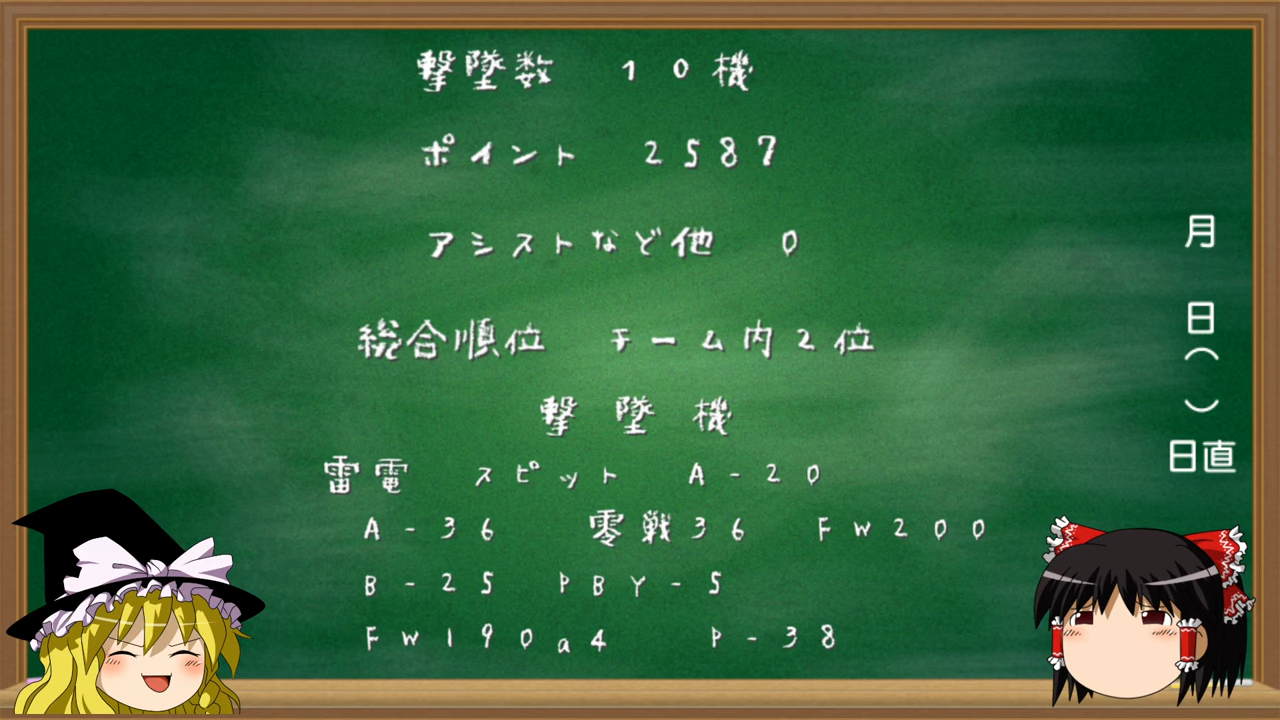 撃墜数 10機
ポイント 2587
アシストなど他 0
総合順位 チーム内2位
撃墜機
雷電 スピット A-20
A-36 零戦36 FW200
B-25 PBY-5
FW190a4 P-38
月
日
( )
日直